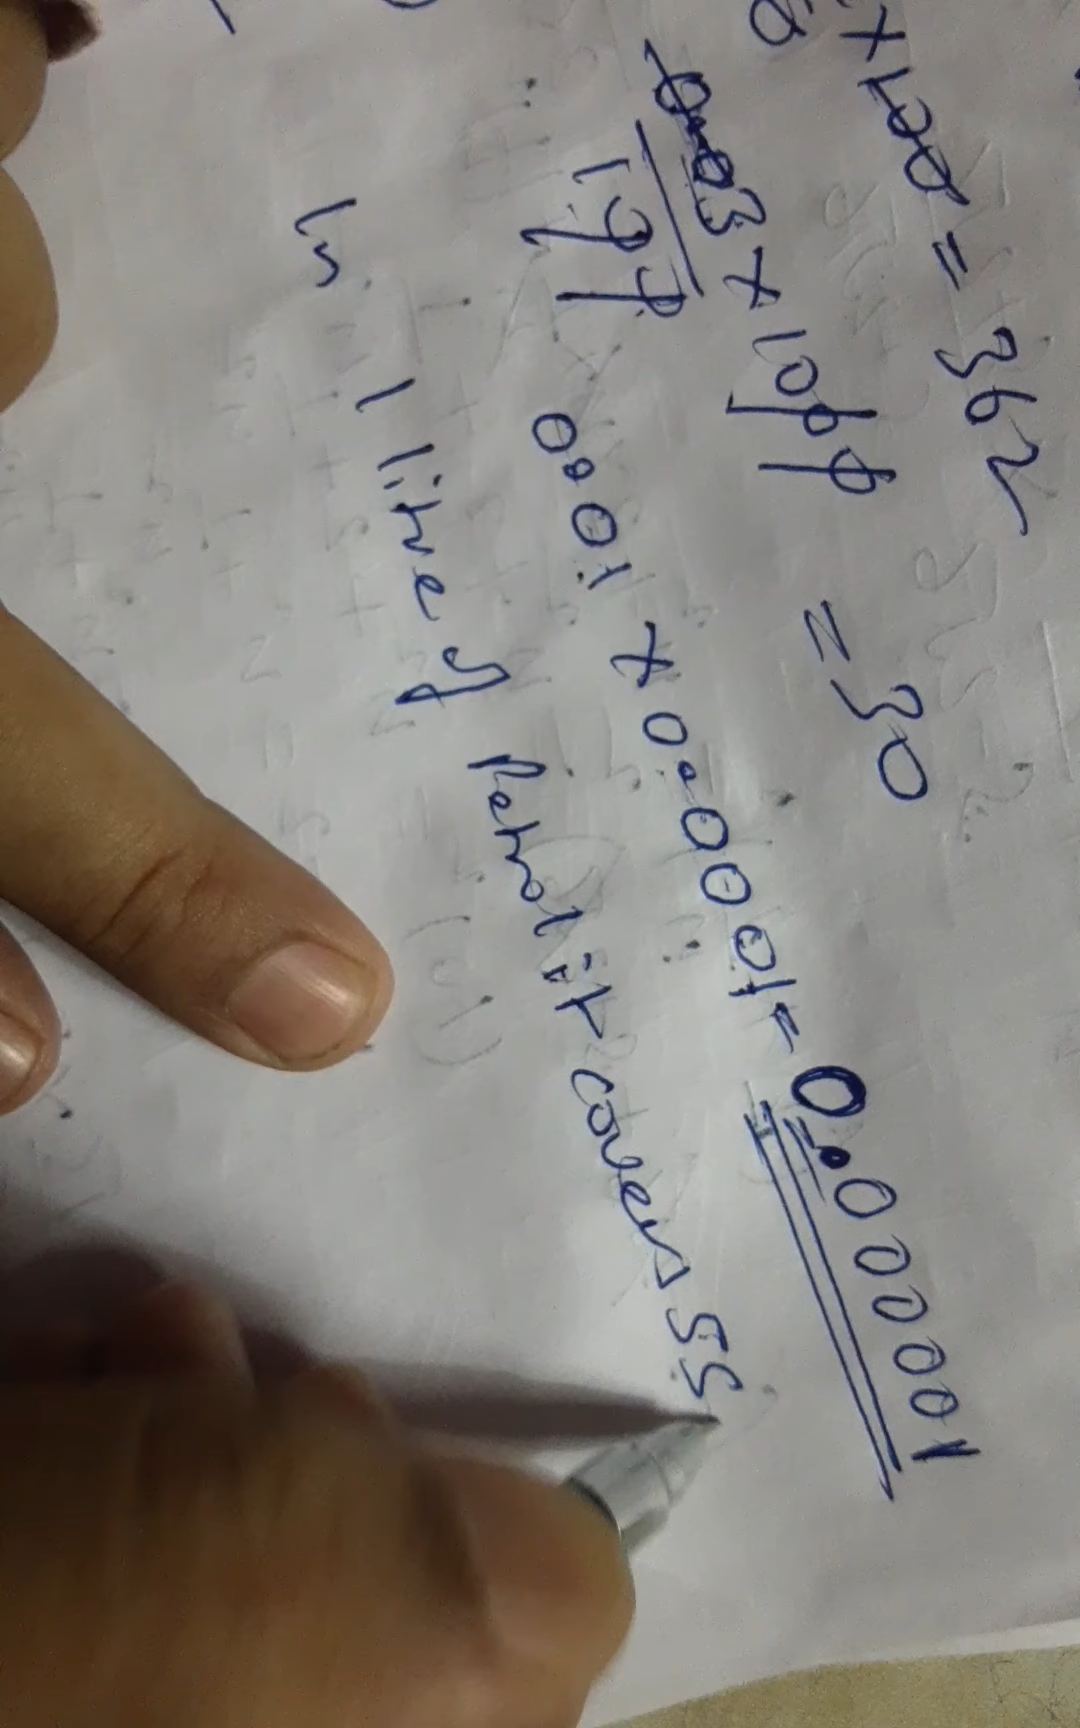 x 100 = 362
0.03 x 1000 = 30
0.01 x 0.0001 = 0.000001
In 1 litre of Petrol it covers 55